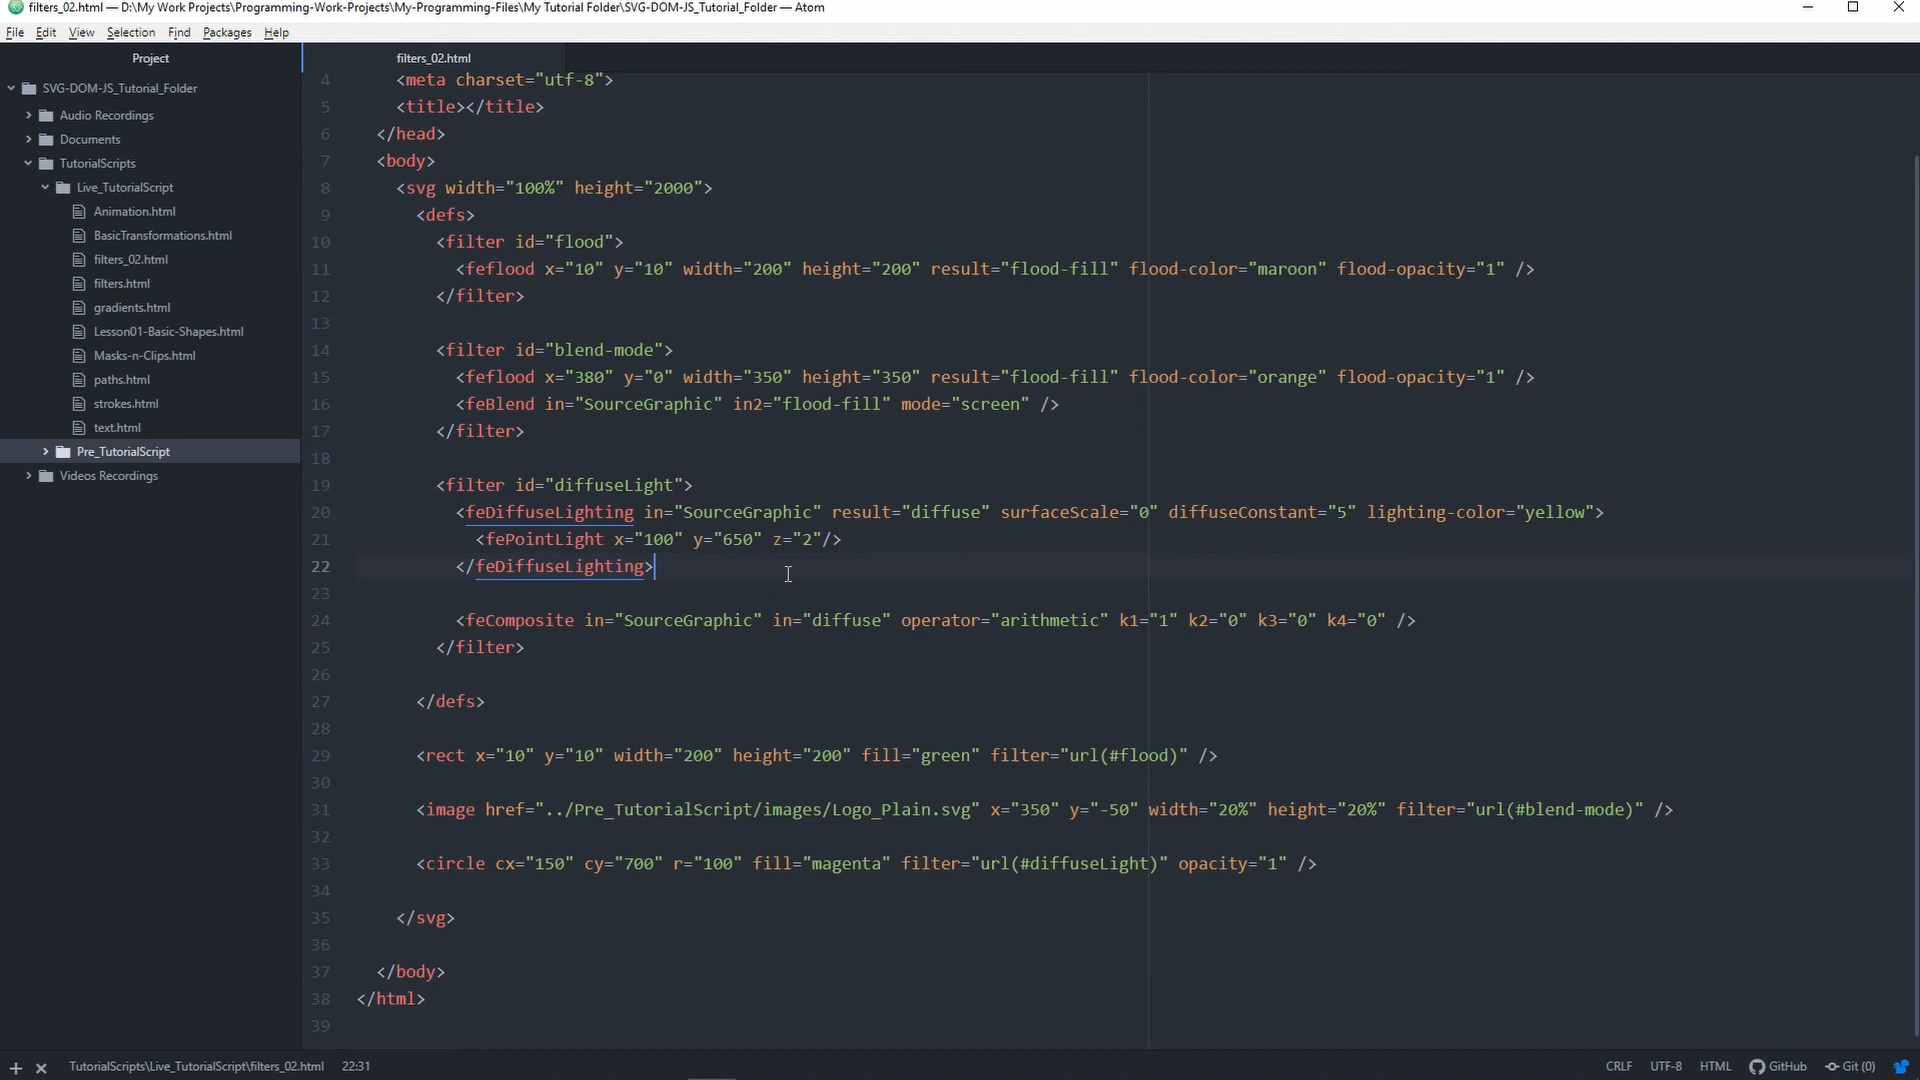 filters_02.html — D:\My Work Projects\Programming-Work-Projects\My-Programming-Files\My Tutorial Folder\SVG-DOM-JS_Tutorial_Folder — Atom
File Edit View Selection Find Packages Help
Project
SVG-DOM-JS_Tutorial_Folder
Audio Recordings
Documents
TutorialScripts
Live_TutorialScript
Animation.html
BasicTransformations.html
filters_02.html
filters.html
gradients.html
Lesson01-Basic-Shapes.html
Masks-n-Clips.html
paths.html
strokes.html
text.html
Pre_TutorialScript
Videos Recordings
filters_02.html
4 <meta charset="utf-8">
5 <title></title>
6 </head>
7 <body>
8 <svg width="100%" height="2000">
9 <defs>
10 <filter id="flood">
11 <feflood x="10" y="10" width="200" height="200" result="flood-fill" flood-color="maroon" flood-opacity="1" />
12 </filter>
13
14 <filter id="blend-mode">
15 <feflood x="380" y="0" width="350" height="350" result="flood-fill" flood-color="orange" flood-opacity="1" />
16 <feBlend in="SourceGraphic" in2="flood-fill" mode="screen" />
17 </filter>
18
19 <filter id="diffuseLight">
20 <feDiffuseLighting in="SourceGraphic" result="diffuse" surfaceScale="0" diffuseConstant="5" lighting-color="yellow">
21 <fePointLight x="100" y="650" z="2"/>
22 </feDiffuseLighting>
23
24 <feComposite in="SourceGraphic" in="diffuse" operator="arithmetic" k1="1" k2="0" k3="0" k4="0" />
25 </filter>
26
27 </defs>
28
29 <rect x="10" y="10" width="200" height="200" fill="green" filter="url(#flood)" />
30
31 <image href="../Pre_TutorialScript/images/Logo_Plain.svg" x="350" y="-50" width="20%" height="20%" filter="url(#blend-mode)" />
32
33 <circle cx="150" cy="700" r="100" fill="magenta" filter="url(#diffuseLight)" opacity="1" />
34
35 </svg>
36
37 </body>
38 </html>
39
TutorialScripts\Live_TutorialScript\filters_02.html 22:31 CRLF UTF-8 HTML GitHub Git (0)